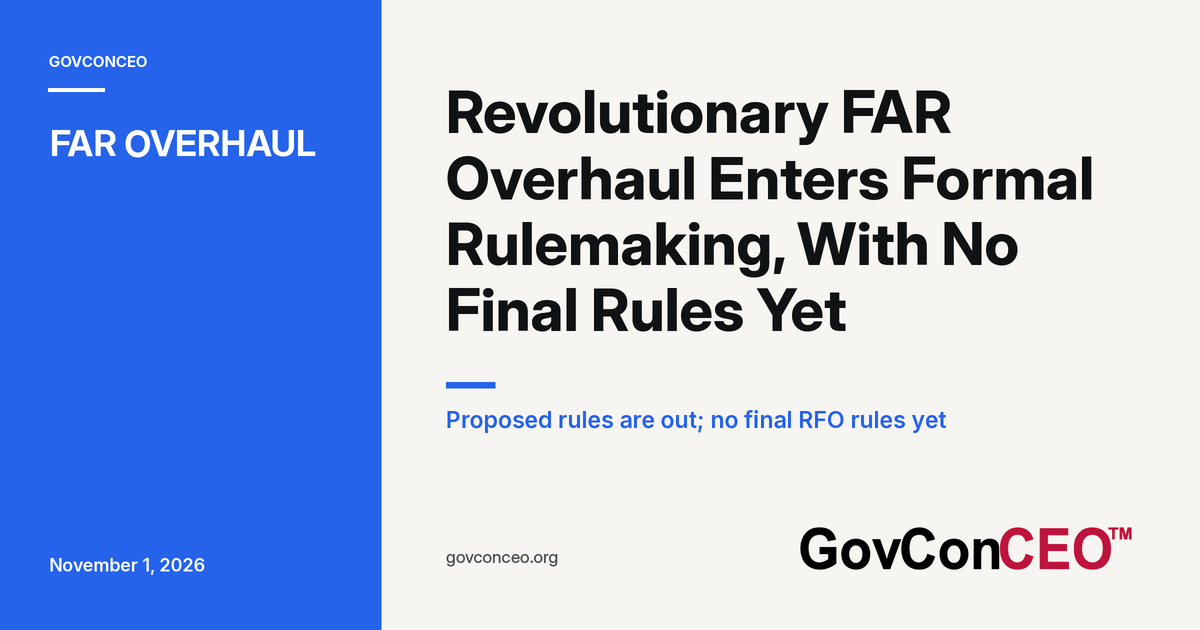 GOVCONCEO
FAR OVERHAUL
November 1, 2026
Revolutionary FAR
Overhaul Enters Formal
Rulemaking, With No
Final Rules Yet
Proposed rules are out; no final RFO rules yet
govconceo.org
GovConCEO™